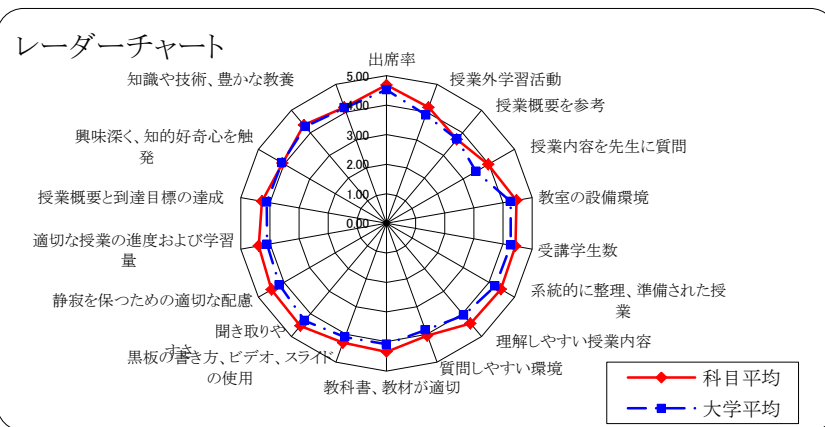 レーダーチャート
出席率
授業外学習活動
授業概要を参考
授業内容を先生に質問
教室の設備環境
受講学生数
系統的に整理、準備された授
業
理解しやすい授業内容
質問しやすい環境
教科書、教材が適切
黒板の書き方、ビデオ、スライド
の使用
聞き取りや
すさ
静寂を保つための適切な配慮
適切な授業の進度および学習
量
授業概要と到達目標の達成
興味深く、知的好奇心を触
発
知識や技術、豊かな教養
5.00
4.00
3.00
2.00
1.00
0.00
科目平均
大学平均